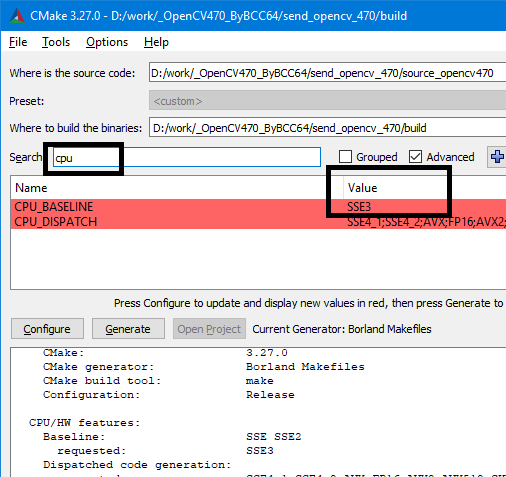 CMake 3.27.0 - D:/work/_OpenCV470_ByBCC64/send_opencv_470/build
File Tools Options Help
Where is the source code: D:/work/_OpenCV470_ByBCC64/send_opencv_470/source_opencv470
Preset: <custom>
Where to build the binaries: D:/work/_OpenCV470_ByBCC64/send_opencv_470/build
Search: cpu Grouped Advanced
Name Value
CPU_BASELINE SSE3
CPU_DISPATCH SSE4_1;SSE4_2;AVX;FP16;AVX2;
Press Configure to update and display new values in red, then press Generate to
Configure Generate Open Project Current Generator: Borland Makefiles
CMake: 3.27.0
CMake generator: Borland Makefiles
CMake build tool: make
Configuration: Release
CPU/HW features:
Baseline: SSE SSE2
requested: SSE3
Dispatched code generation: